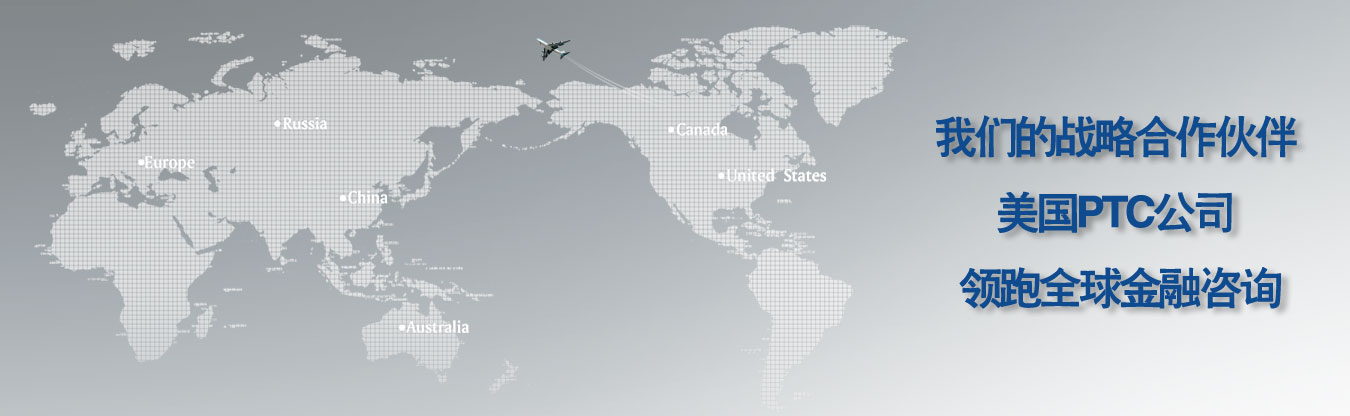 Russia
Canada
Europe
United States
China
Australia
我们的战略合作伙伴
美国PTC公司
领跑全球金融咨询